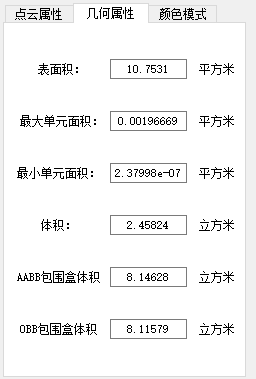 点云属性 几何属性 颜色模式
表面积： 10.7531 平方米
最大单元面积： 0.00196669 平方米
最小单元面积： 2.37998e-07 平方米
体积： 2.45824 立方米
AABB包围盒体积 8.14628 立方米
OBB包围盒体积 8.11579 立方米